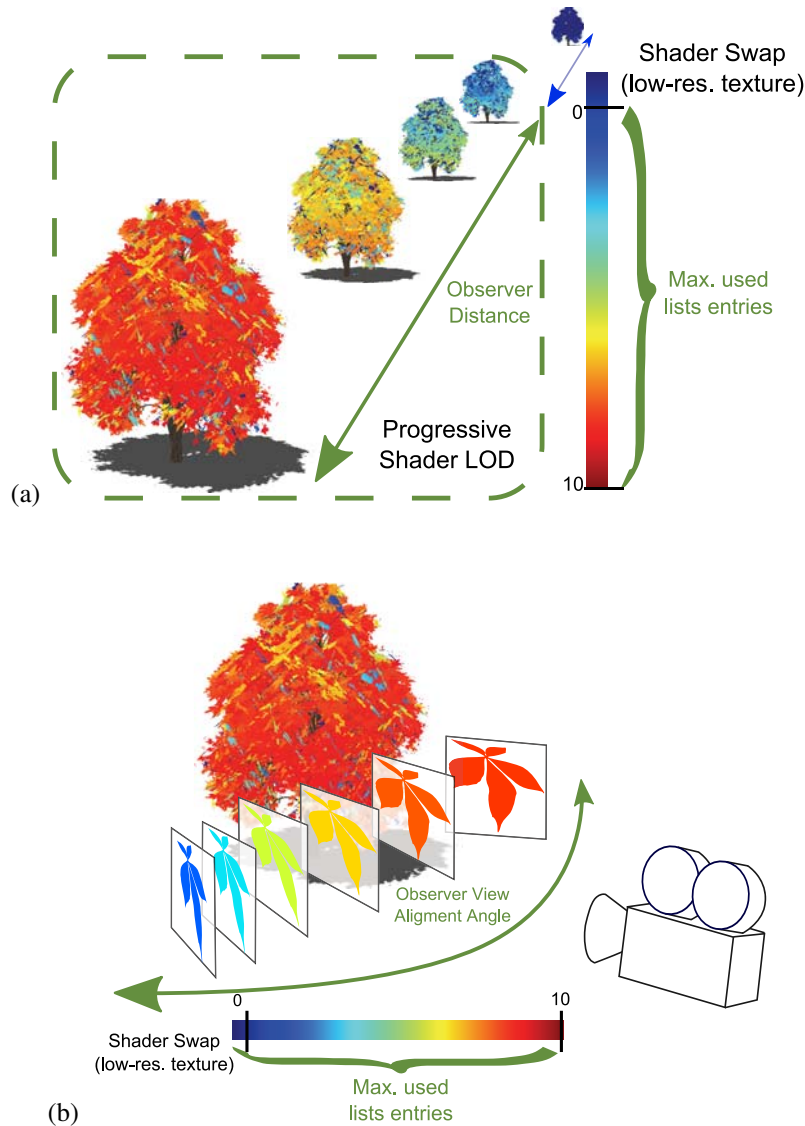 Shader Swap
(low-res. texture)
0
Max. used
lists entries
Observer
Distance
Progressive
Shader LOD
10
(a)
Observer View
Aligment Angle
0
10
Shader Swap
(low-res. texture)
Max. used
lists entries
(b)